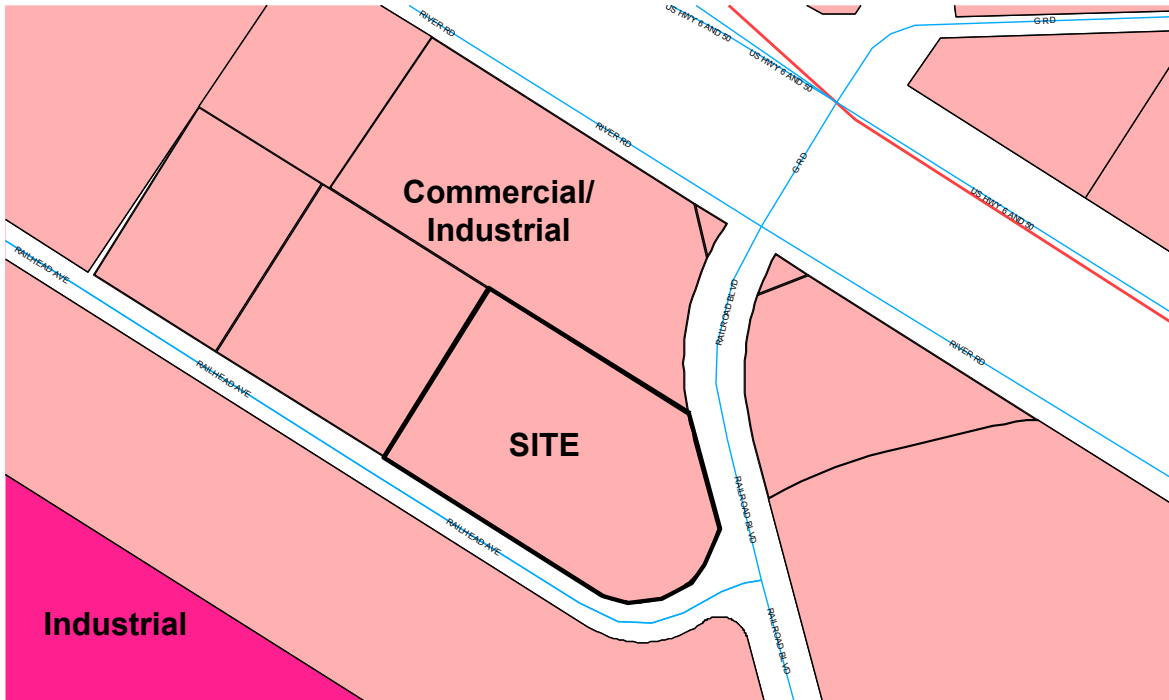 RIVER RD
US HWY 6 AND 50
G RD
US HWY 6 AND 50
RIVER RD
G RD
Commercial/
Industrial
US HWY 6 AND 50
RAILHEAD AVE
RAILROAD BLVD
RIVER RD
RAILHEAD AVE
SITE
RAILROAD BLVD
RAILHEAD AVE
Industrial
RAILROAD BLVD